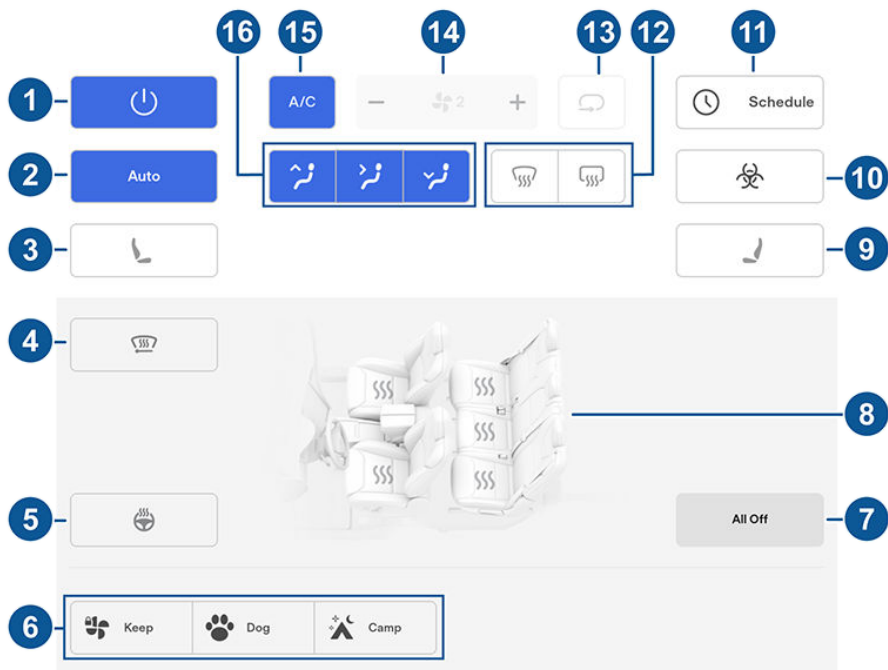 16 15 14 13 12 11
1 A/C − 2 + Schedule
2 Auto 10
3 9
4
8
5 All Off 7
6 Keep Dog Camp